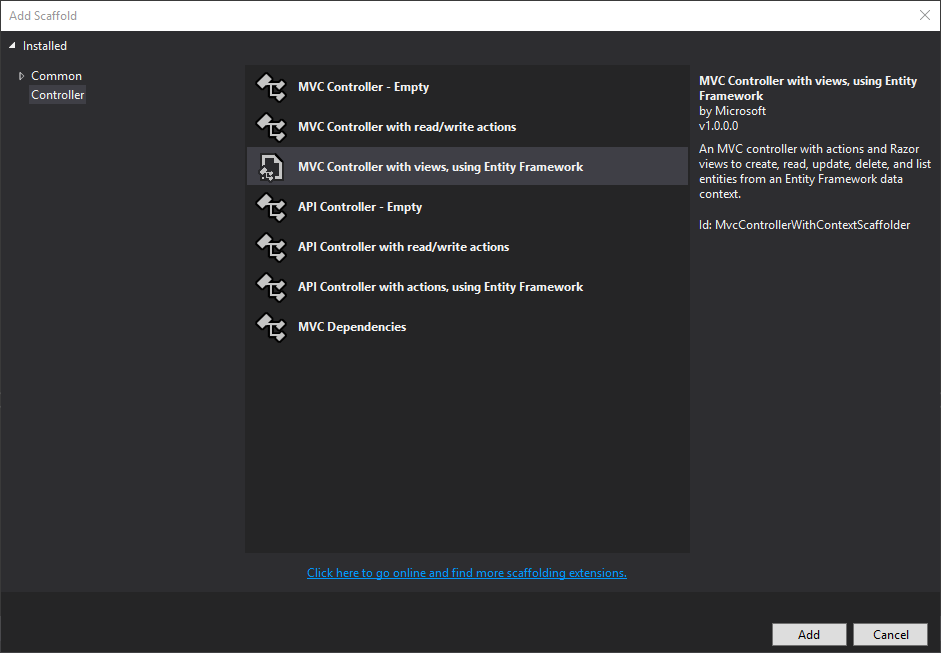 Add Scaffold
Installed
Common
Controller
MVC Controller - Empty
MVC Controller with read/write actions
MVC Controller with views, using Entity Framework
API Controller - Empty
API Controller with read/write actions
API Controller with actions, using Entity Framework
MVC Dependencies
MVC Controller with views, using Entity
Framework
by Microsoft
v1.0.0.0
An MVC controller with actions and Razor
views to create, read, update, delete, and list
entities from an Entity Framework data
context.
Id: MvcControllerWithContextScaffolder
Click here to go online and find more scaffolding extensions.
Add
Cancel